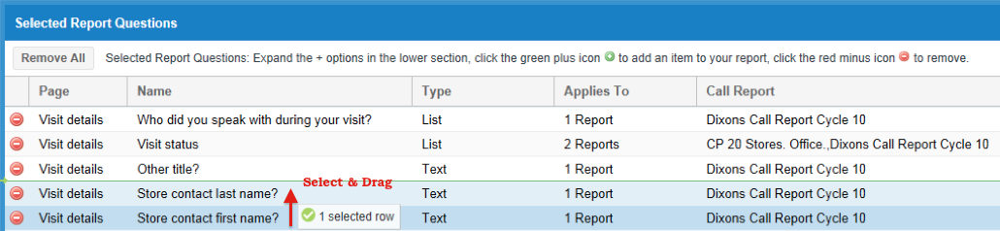 Selected Report Questions
Remove All Selected Report Questions: Expand the + options in the lower section, click the green plus icon to add an item to your report, click the red minus icon to remove.
Page Name Type Applies To Call Report
Visit details Who did you speak with during your visit? List 1 Report Dixons Call Report Cycle 10
Visit details Visit status List 2 Reports CP 20 Stores. Office.,Dixons Call Report Cycle 10
Visit details Other title? Text 1 Report Dixons Call Report Cycle 10
Select & Drag
Visit details Store contact last name? Text 1 Report Dixons Call Report Cycle 10
Visit details Store contact first name? 1 selected row Text 1 Report Dixons Call Report Cycle 10